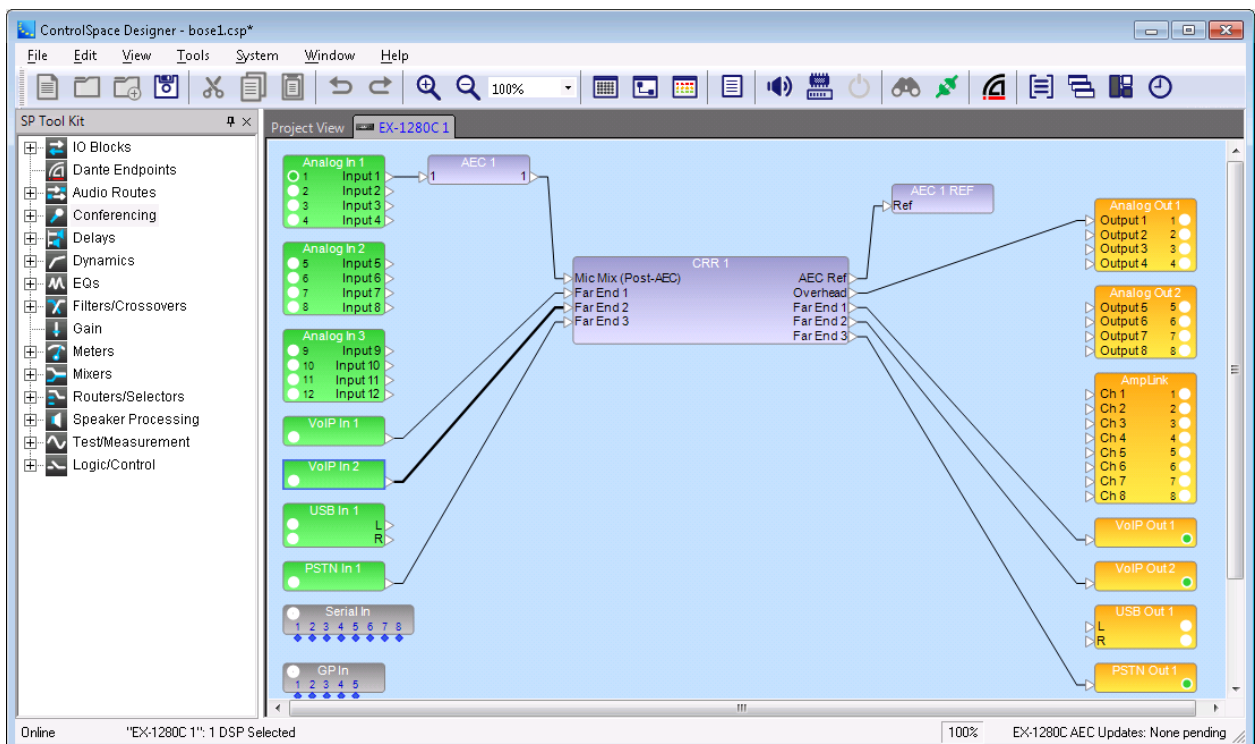 ControlSpace Designer - bose1.csp*
File Edit View Tools System Window Help
100%
SP Tool Kit
IO Blocks
Dante Endpoints
Audio Routes
Conferencing
Delays
Dynamics
EQs
Filters/Crossovers
Gain
Meters
Mixers
Routers/Selectors
Speaker Processing
Test/Measurement
Logic/Control
Project View EX-1280C 1
Analog In 1
1 Input 1
2 Input 2
3 Input 3
4 Input 4
Analog In 2
5 Input 5
6 Input 6
7 Input 7
8 Input 8
Analog In 3
9 Input 9
10 Input 10
11 Input 11
12 Input 12
VoIP In 1
VoIP In 2
USB In 1
L
R
PSTN In 1
Serial In
1 2 3 4 5 6 7 8
GP In
1 2 3 4 5
AEC 1
1 1
CRR 1
Mic Mix (Post-AEC) AEC Ref
Far End 1 Overhead
Far End 2 Far End 1
Far End 3 Far End 2
Far End 3
AEC 1 REF
Ref
Analog Out 1
Output 1 1
Output 2 2
Output 3 3
Output 4 4
Analog Out 2
Output 5 5
Output 6 6
Output 7 7
Output 8 8
AmpLink
Ch 1 1
Ch 2 2
Ch 3 3
Ch 4 4
Ch 5 5
Ch 6 6
Ch 7 7
Ch 8 8
VoIP Out 1
VoIP Out 2
USB Out 1
L
R
PSTN Out 1
Online "EX-1280C 1": 1 DSP Selected 100% EX-1280C AEC Updates: None pending